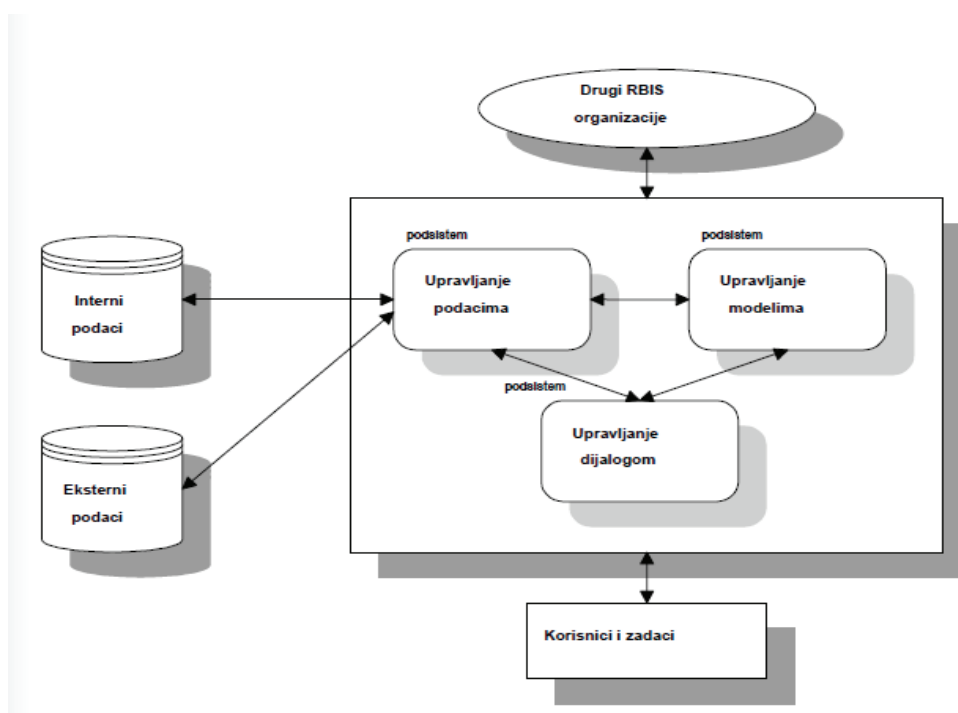 Drugi RBIS
organizacije
podsistem
podsistem
Upravljanje
podacima
Upravljanje
modelima
Interni
podaci
podsistem
Upravljanje
dijalogom
Eksterni
podaci
Korisnici i zadaci